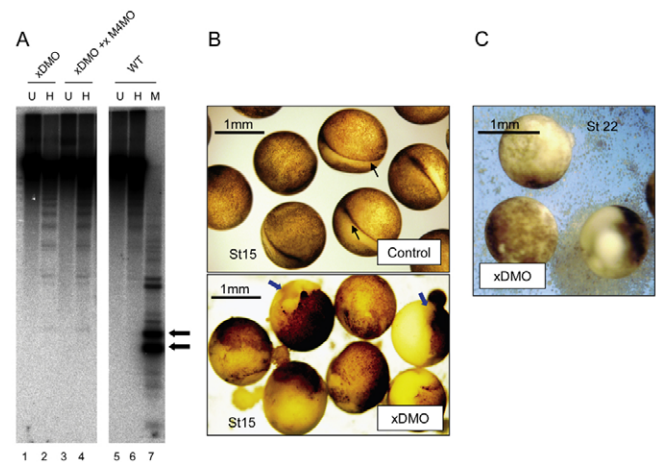 A
xDMO
xDMO +x M4MO
WT
U H U H U H M
1 2 3 4 5 6 7
B
1mm
St15
Control
1mm
St15
xDMO
C
1mm
St 22
xDMO